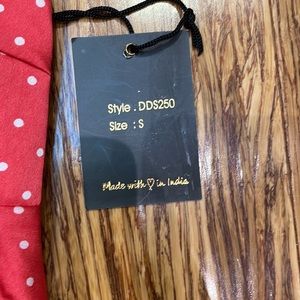 Style . DDS250
Size : S
Made with ♡ in India